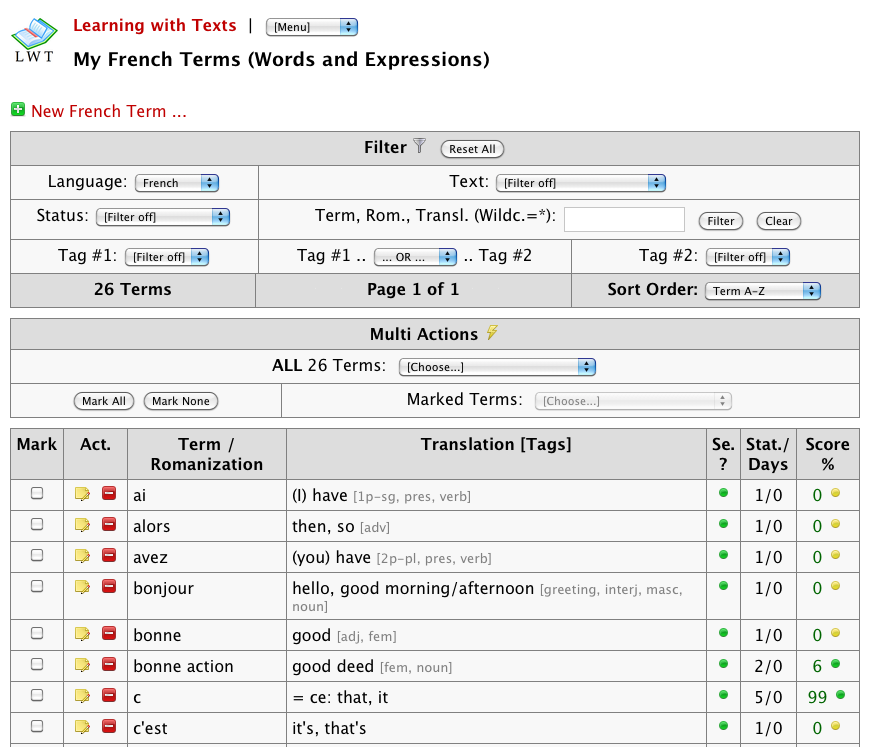 Learning with Texts | [Menu]
LWT
My French Terms (Words and Expressions)
New French Term ...
Filter Reset All
Language: French Text: [Filter off]
Status: [Filter off] Term, Rom., Transl. (Wildc.=*): Filter Clear
Tag #1: [Filter off] Tag #1 .. ... OR ... .. Tag #2 Tag #2: [Filter off]
26 Terms Page 1 of 1 Sort Order: Term A-Z
Multi Actions
ALL 26 Terms: [Choose...]
Mark All Mark None Marked Terms: [Choose...]
Mark Act. Term / Translation [Tags] Se. Stat./ Score
Romanization ? Days %
ai (I) have [1p-sg, pres, verb] 1/0 0
alors then, so [adv] 1/0 0
avez (you) have [2p-pl, pres, verb] 1/0 0
bonjour hello, good morning/afternoon [greeting, interj, masc, 1/0 0
noun]
bonne good [adj, fem] 1/0 0
bonne action good deed [fem, noun] 2/0 6
c = ce: that, it 5/0 99
c'est it's, that's 1/0 0